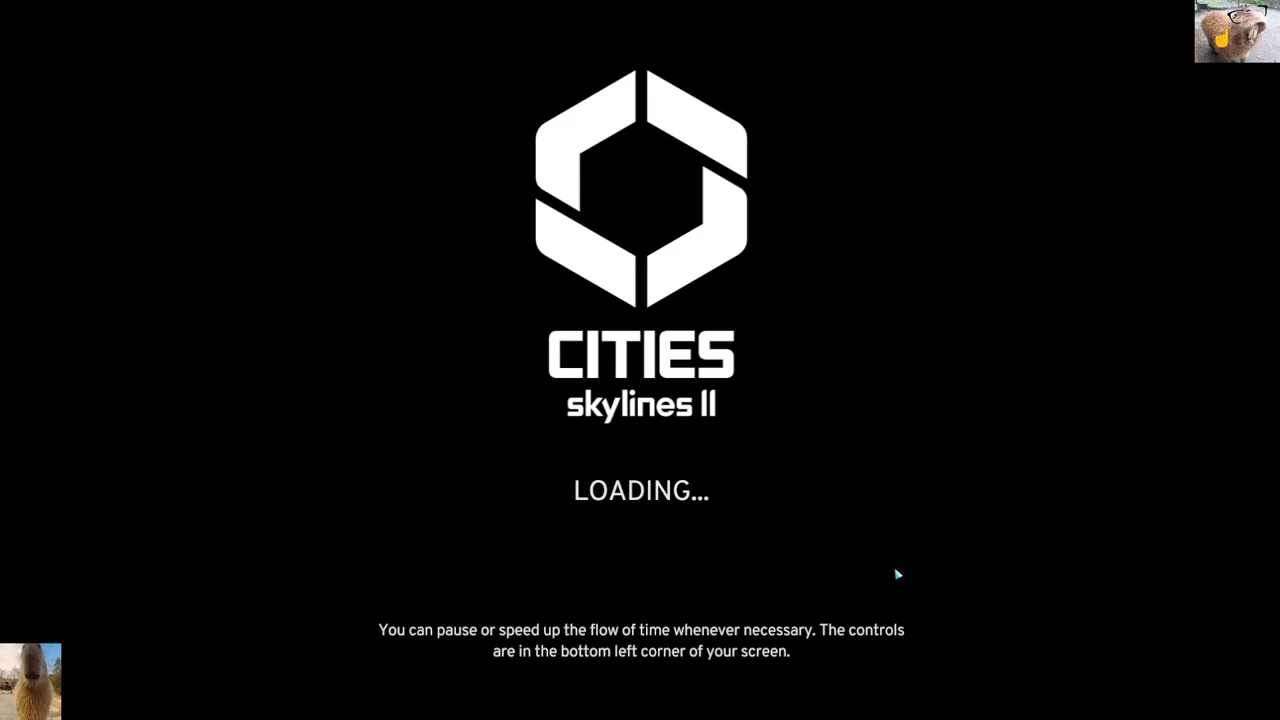 CITIES
skylines II
LOADING...
You can pause or speed up the flow of time whenever necessary. The controls
are in the bottom left corner of your screen.